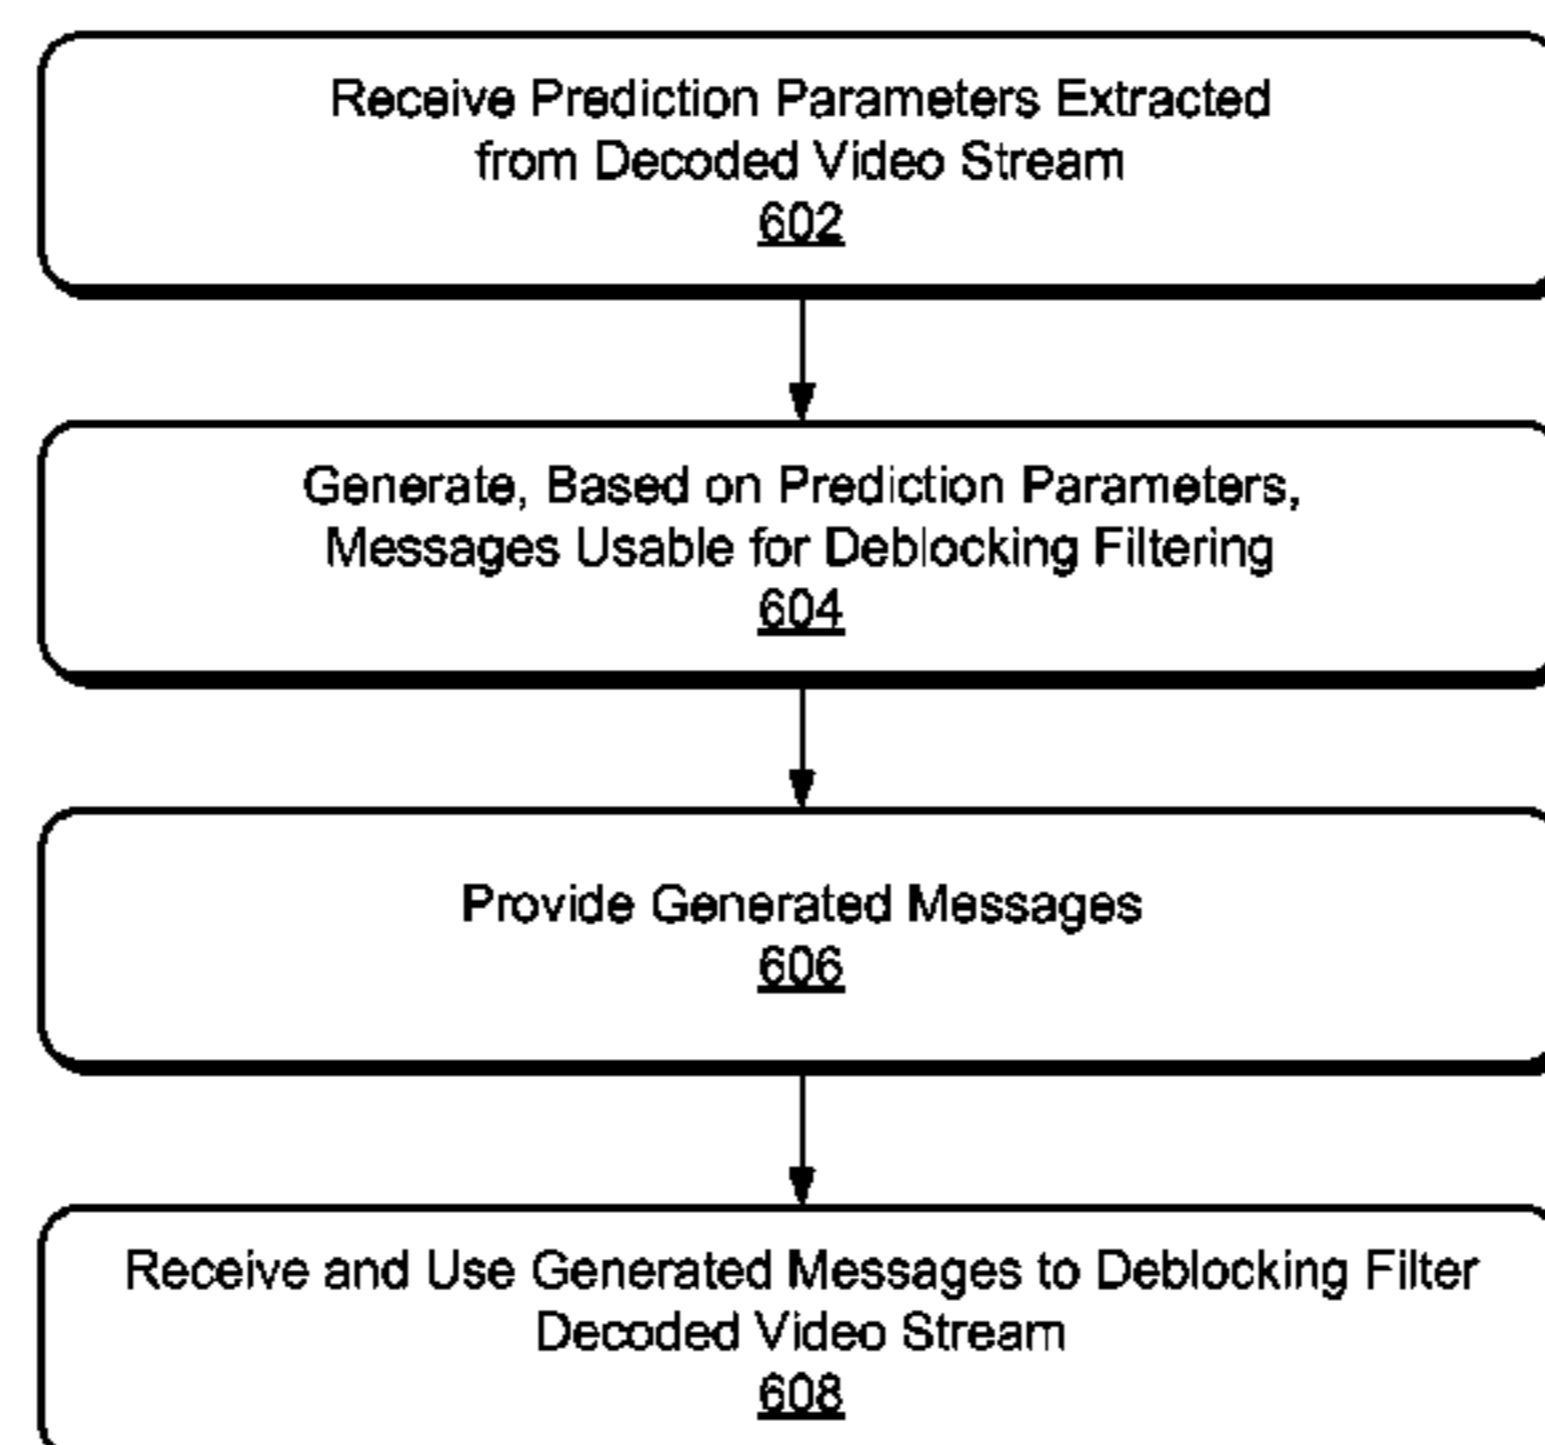 Receive Prediction Parameters Extracted
from Decoded Video Stream
602
Generate, Based on Prediction Parameters,
Messages Usable for Deblocking Filtering
604
Provide Generated Messages
606
Receive and Use Generated Messages to Deblocking Filter
Decoded Video Stream
608